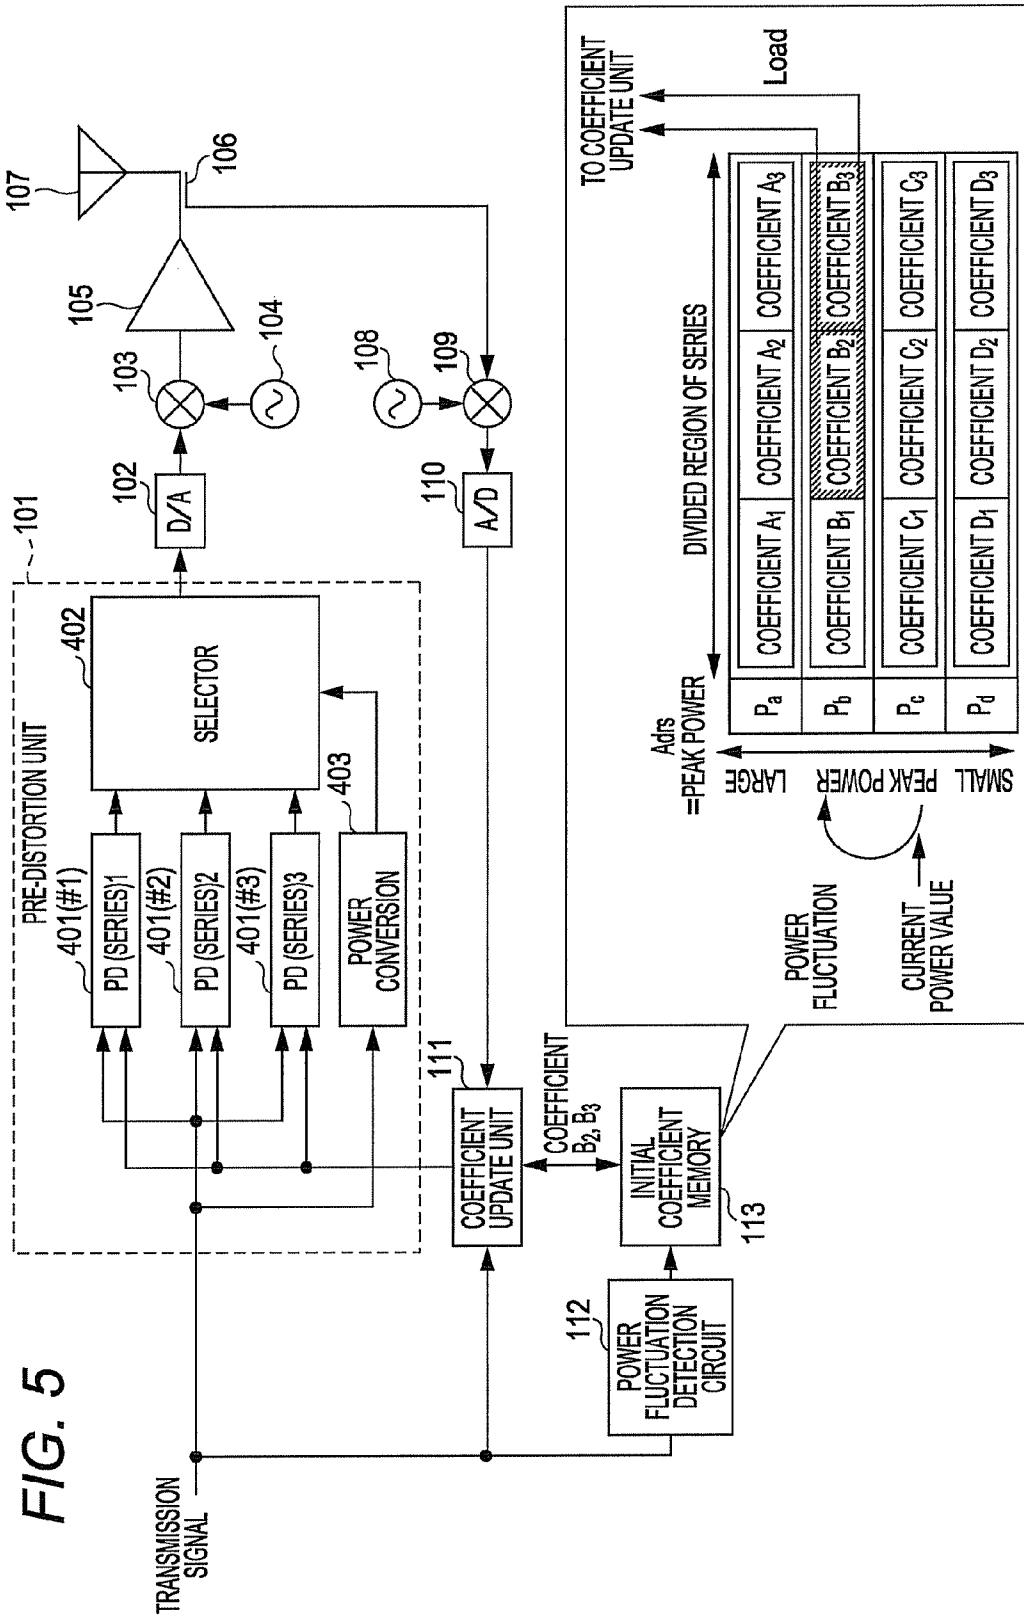 FIG. 5
TRANSMISSION
SIGNAL
PRE-DISTORTION UNIT
101
401(#1)
PD (SERIES)1
401(#2)
PD (SERIES)2
401(#3)
PD (SERIES)3
403
POWER
CONVERSION
402
SELECTOR
102
D/A
103
104
105
106
107
108
109
110
A/D
111
COEFFICIENT
UPDATE UNIT
COEFFICIENT
B2, B3
112
POWER
FLUCTUATION
DETECTION
CIRCUIT
INITIAL
COEFFICIENT
MEMORY
113
POWER
FLUCTUATION
CURRENT
POWER VALUE
LARGE
PEAK POWER
SMALL
Adrs
=PEAK POWER
DIVIDED REGION OF SERIES
TO COEFFICIENT
UPDATE UNIT
Load
Pa COEFFICIENT A1 COEFFICIENT A2 COEFFICIENT A3
Pb COEFFICIENT B1 COEFFICIENT B2 COEFFICIENT B3
Pc COEFFICIENT C1 COEFFICIENT C2 COEFFICIENT C3
Pd COEFFICIENT D1 COEFFICIENT D2 COEFFICIENT D3